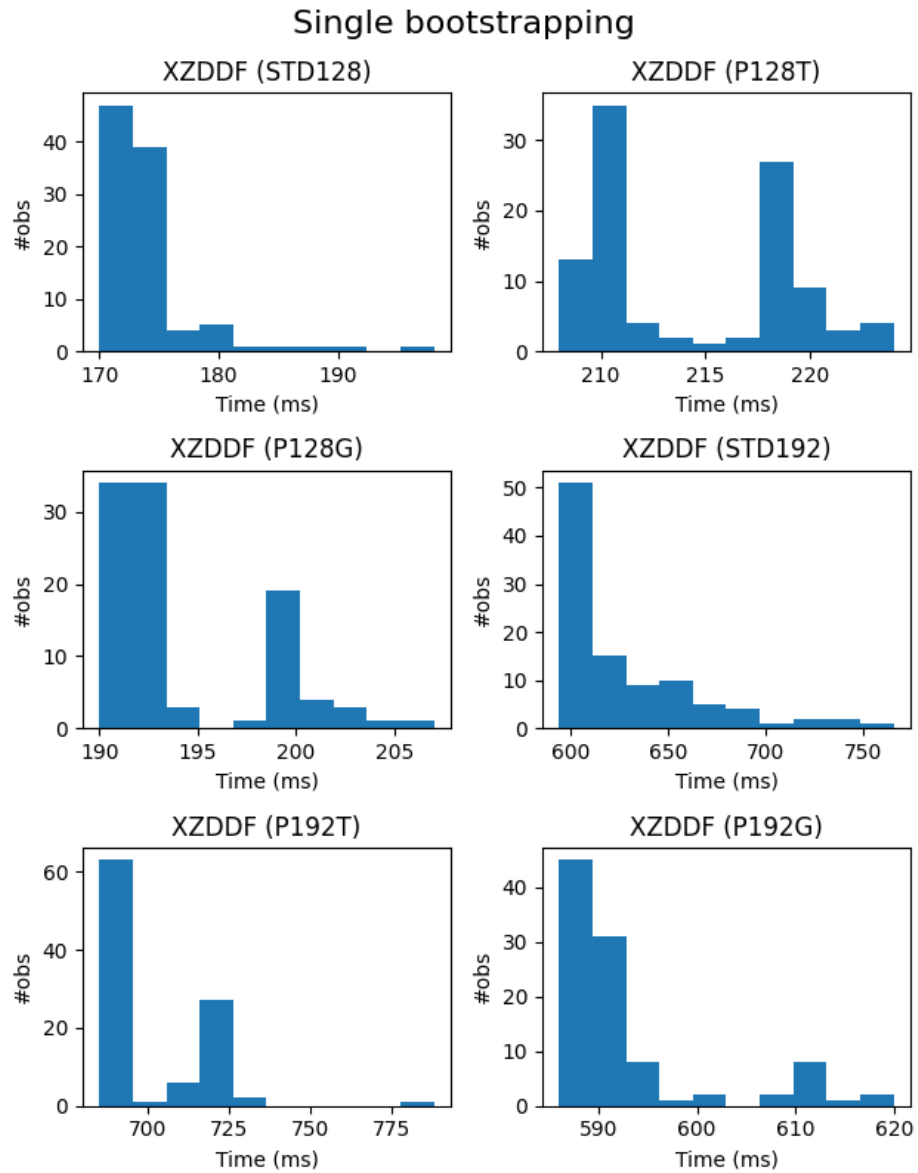 Single bootstrapping
XZDDF (STD128)
#obs
40
30
20
10
0
170 180 190
Time (ms)
XZDDF (P128T)
#obs
30
20
10
0
210 215 220
Time (ms)
XZDDF (P128G)
#obs
30
20
10
0
190 195 200 205
Time (ms)
XZDDF (STD192)
#obs
50
40
30
20
10
0
600 650 700 750
Time (ms)
XZDDF (P192T)
#obs
60
40
20
0
700 725 750 775
Time (ms)
XZDDF (P192G)
#obs
40
30
20
10
0
590 600 610 620
Time (ms)